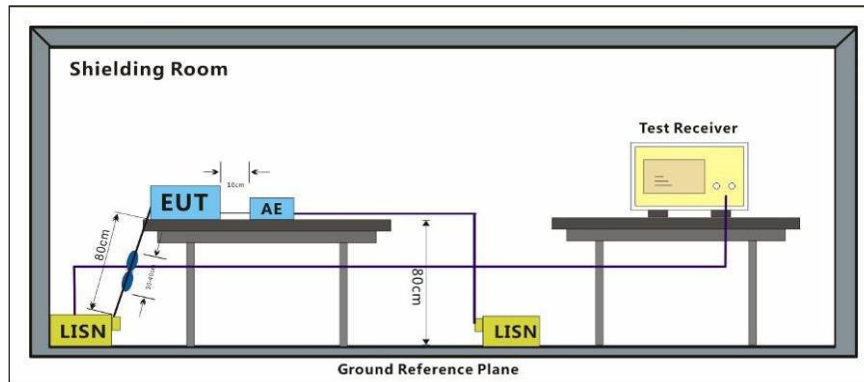 Shielding Room
Test Receiver
10cm
EUT
AE
80cm
80cm
LISN
LISN
Ground Reference Plane